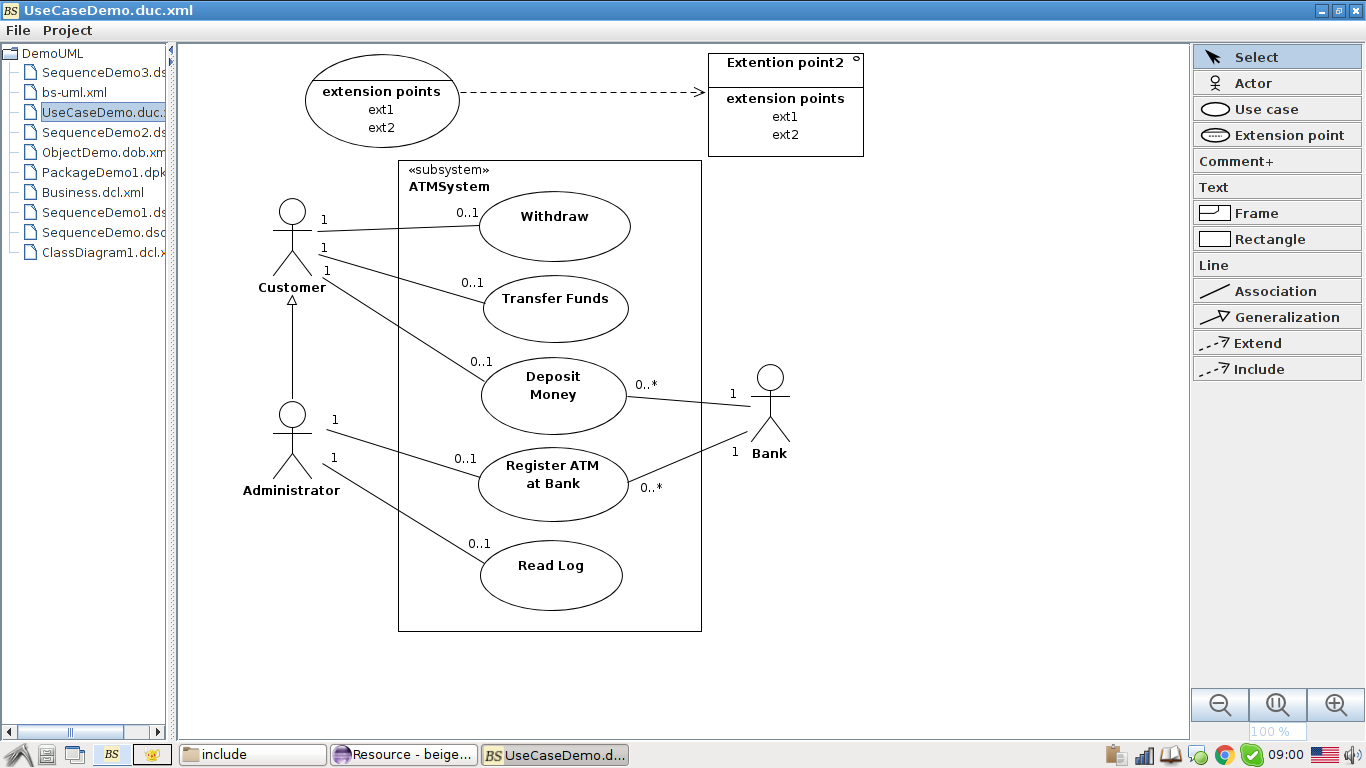 BS UseCaseDemo.duc.xml
File Project
DemoUML
SequenceDemo3.ds
bs-uml.xml
UseCaseDemo.duc.
SequenceDemo2.ds
ObjectDemo.dob.xm
PackageDemo1.dpk
Business.dcl.xml
SequenceDemo1.ds
SequenceDemo.dsc
ClassDiagram1.dcl.x
extension points
ext1
ext2
Extention point2
extension points
ext1
ext2
«subsystem»
ATMSystem
Withdraw
1
0..1
Transfer Funds
1
0..1
Customer
1
0..1
Deposit
Money
0..*
1
Bank
Administrator
1
0..1
Register ATM
at Bank
0..*
1
1
0..1
Read Log
Select
Actor
Use case
Extension point
Comment+
Text
Frame
Rectangle
Line
Association
Generalization
Extend
Include
100 %
BS
include
Resource - beige...
BS UseCaseDemo.d...
09:00